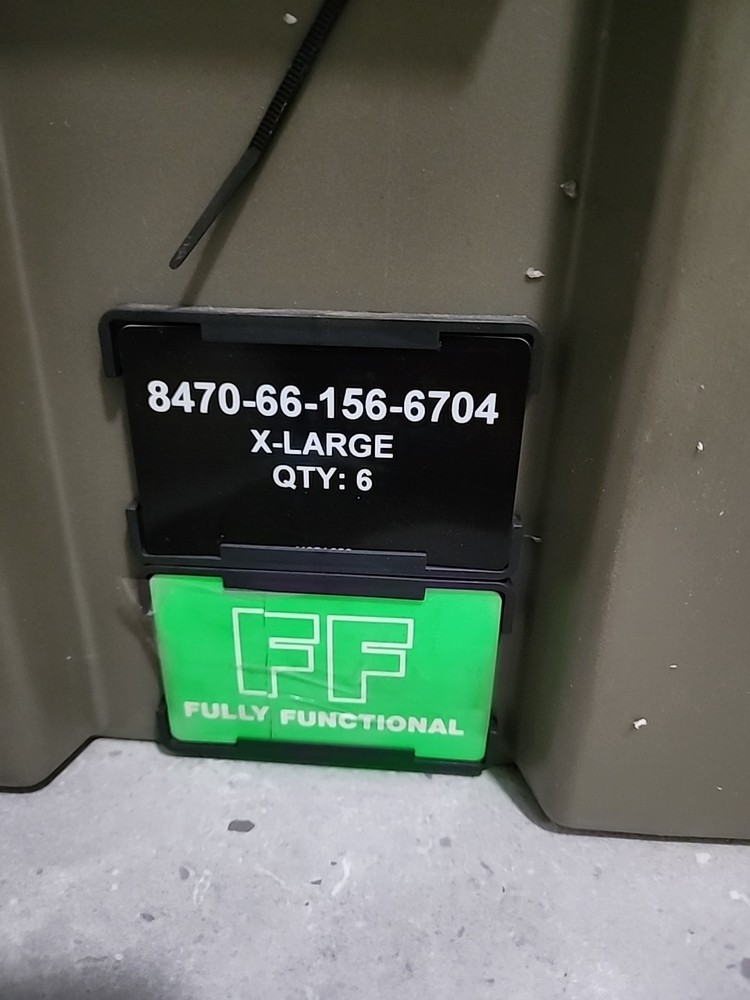 8470-66-156-6704
X-LARGE
QTY: 6
FF
FULLY FUNCTIONAL